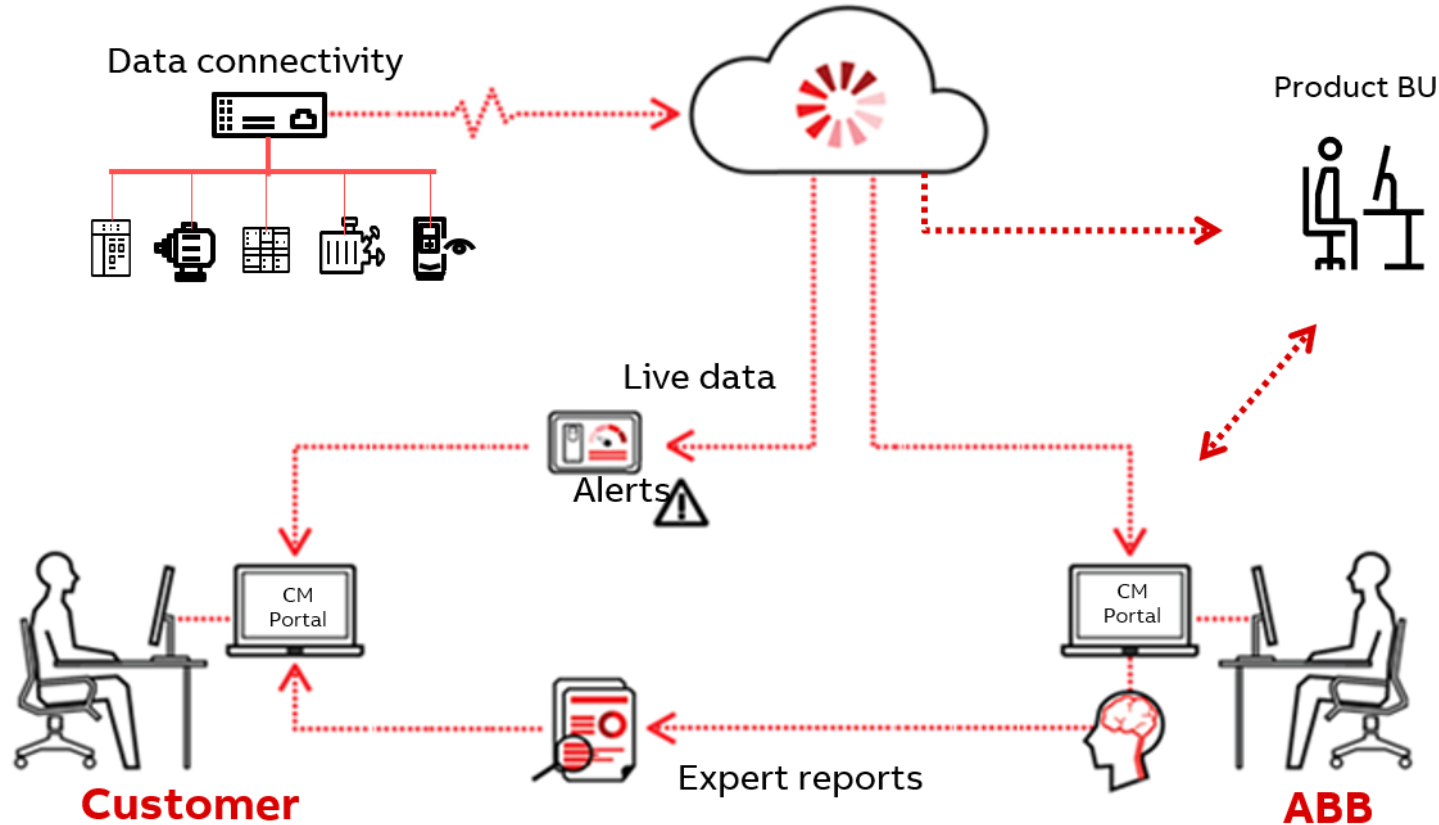 Data connectivity
Product BU
Live data
Alerts
CM
Portal
CM
Portal
Expert reports
Customer
ABB